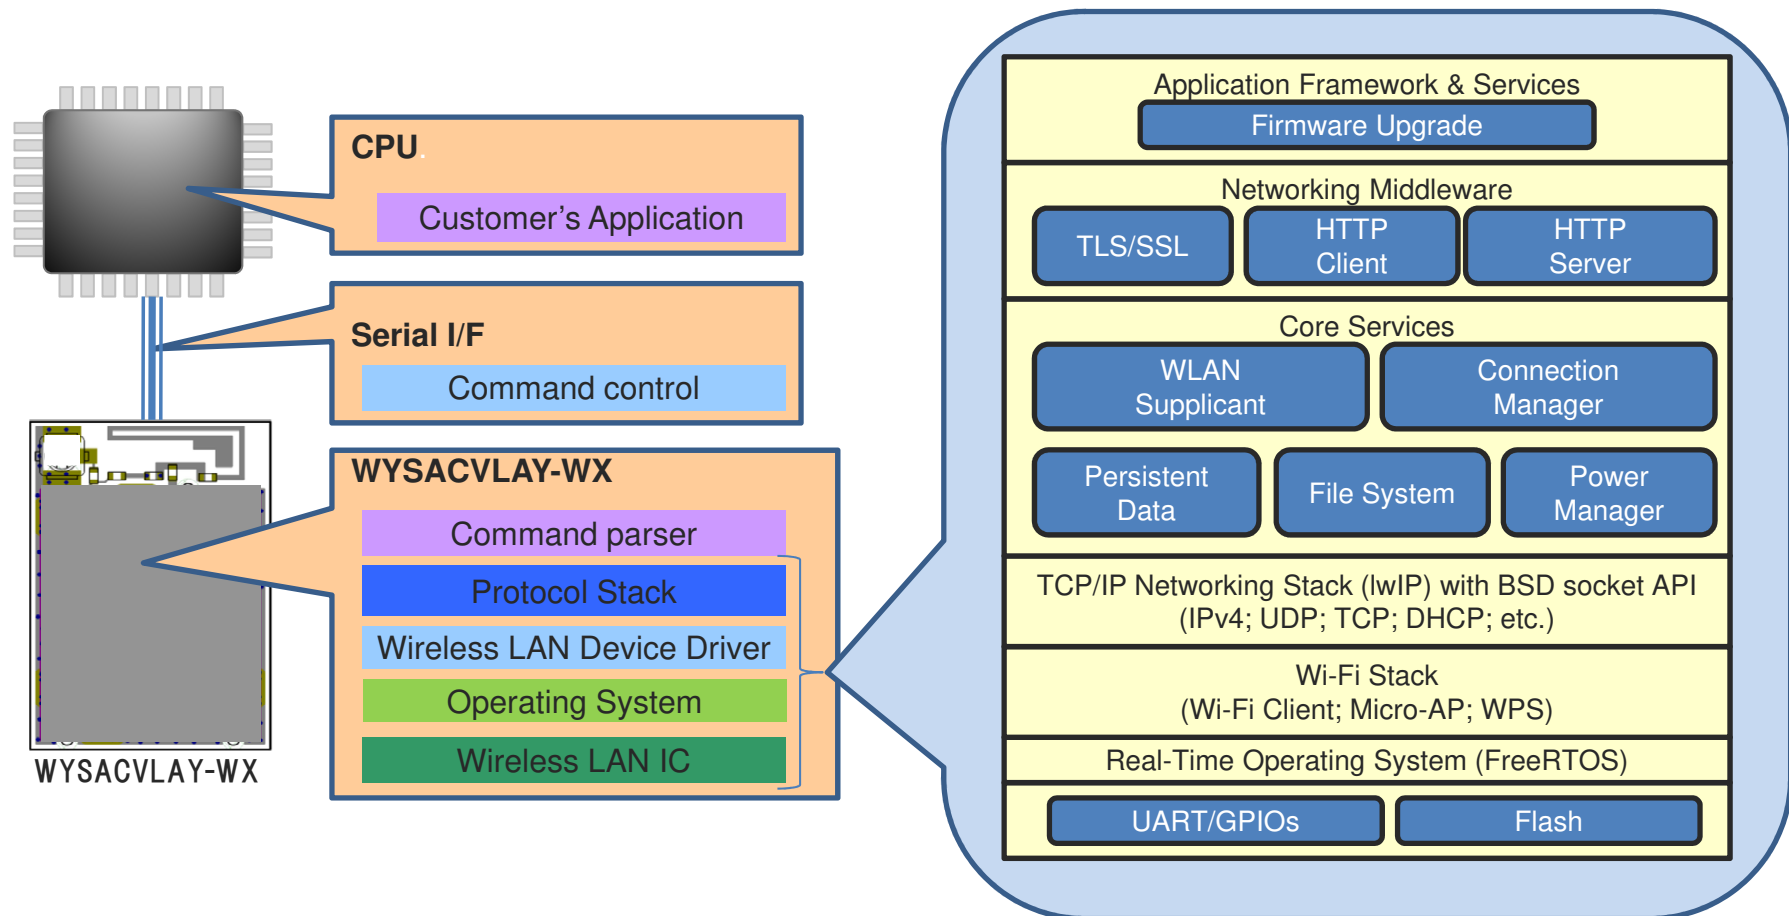 CPU.
Customer's Application
Serial I/F
Command control
WYSACVLAY-WX
Command parser
Protocol Stack
Wireless LAN Device Driver
Operating System
Wireless LAN IC
WYSACVLAY-WX
Application Framework & Services
Firmware Upgrade
Networking Middleware
TLS/SSL
HTTP
Client
HTTP
Server
Core Services
WLAN
Supplicant
Connection
Manager
Persistent
Data
File System
Power
Manager
TCP/IP Networking Stack (lwIP) with BSD socket API
(IPv4; UDP; TCP; DHCP; etc.)
Wi-Fi Stack
(Wi-Fi Client; Micro-AP; WPS)
Real-Time Operating System (FreeRTOS)
UART/GPIOs
Flash